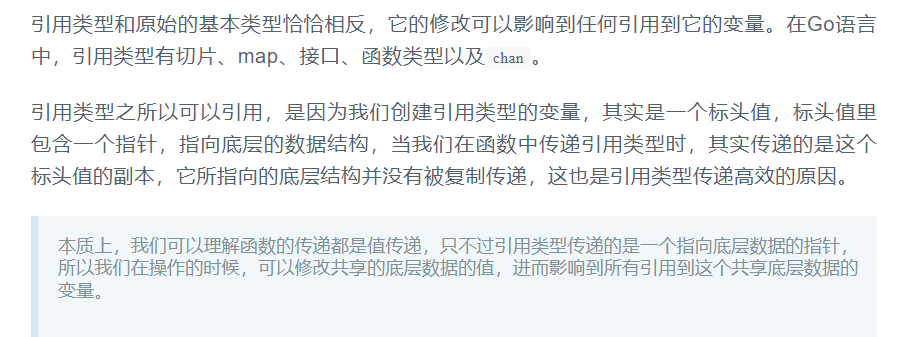 引用类型和原始的基本类型恰恰相反，它的修改可以影响到任何引用到它的变量。在Go语言
中，引用类型有切片、map、接口、函数类型以及 chan 。
引用类型之所以可以引用，是因为我们创建引用类型的变量，其实是一个标头值，标头值里
包含一个指针，指向底层的数据结构，当我们在函数中传递引用类型时，其实传递的是这个
标头值的副本，它所指向的底层结构并没有被复制传递，这也是引用类型传递高效的原因。
本质上，我们可以理解函数的传递都是值传递，只不过引用类型传递的是一个指向底层数据的指针，
所以我们在操作的时候，可以修改共享的底层数据的值，进而影响到所有引用到这个共享底层数据的
变量。